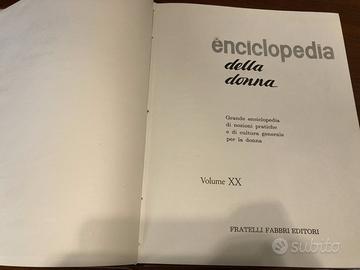 enciclopedia
della
donna
Grande enciclopedia
di nozioni pratiche
e di cultura generale
per la donna
Volume XX
FRATELLI FABBRI EDITORI
subito